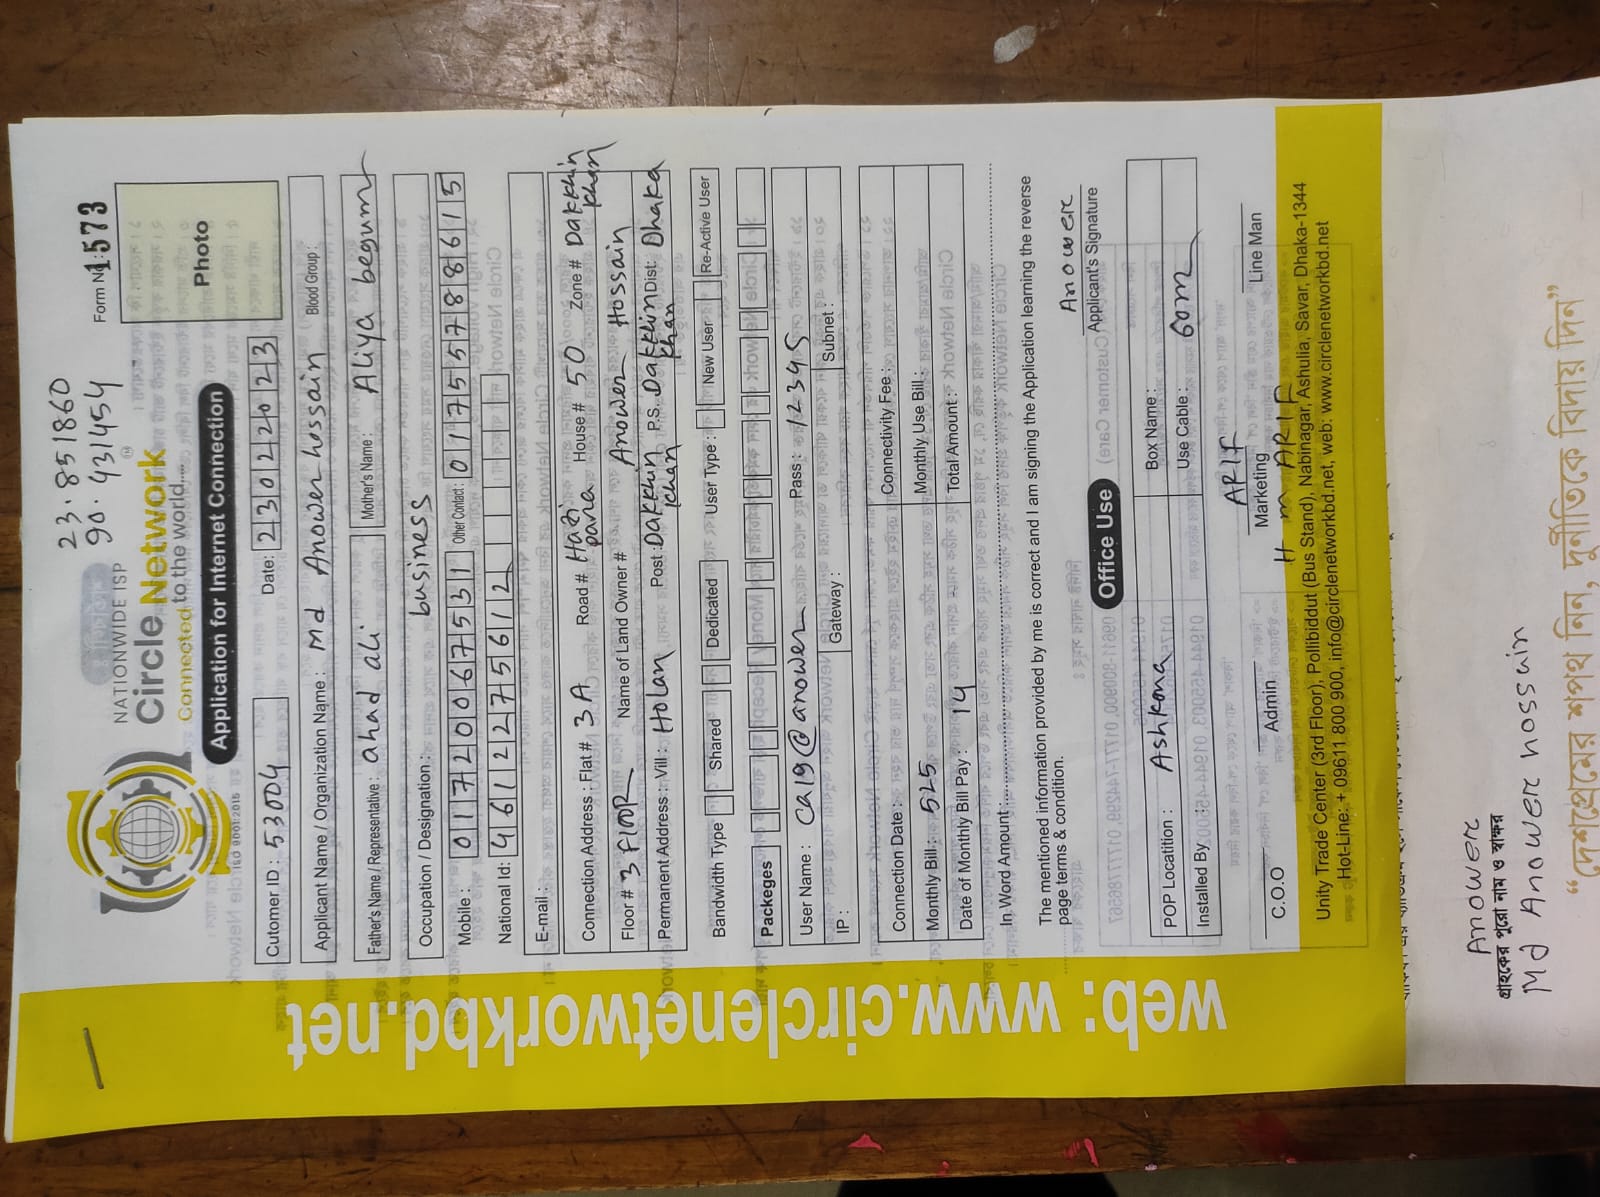 23.851860
90.431454
Form No: 1573
NATIONWIDE ISP
Circle Network
Connected to the world.....
ISO 9001:2015
Photo
Application for Internet Connection
Cutomer ID : 53004 Date: 23022023
Applicant Name / Organization Name : md Anower hossain Blood Group :
Father's Name / Representative : ahad ali Mother's Name : Aliya begum
Occupation / Designation : business
Mobile : 01720067531 Other Contact : 01755788615
National Id: 4612275612
E-mail :
Connection Address : Flat # 3A Road # House # 50 Zone # Dakkhin khan
Floor # 3 FlOOR Name of Land Owner # Anower Hossain
Permanent Address : Vill : Holan Post : Dakkhin khan P.S. Dakkhin khan Dist: Dhaka
Bandwidth Type Shared Dedicated User Type : New User Re-Active User
Packeges
User Name : ca19@anower Pass : 12345
IP : Gateway : Subnet :
Connection Date : Connectivity Fee :
Monthly Bill : 525 Monthly Use Bill :
Date of Monthly Bill Pay : 14 Total Amount :
In Word Amount
The mentioned information provided by me is correct and I am signing the Application learning the reverse
page terms & condition.
Anower
Applicant's Signature
Office Use
POP Locatition : Ashkona Box Name :
Installed By : Use Cable : 60m
ARIF
C.O.O Admin Marketing Line Man
H m ARIF
Unity Trade Center (3rd Floor), Pollibiddut (Bus Stand), Nabinagar, Ashulia, Savar, Dhaka-1344
Hot-Line: + 09611 800 900, info@circlenetworkbd.net, web: www.circlenetworkbd.net
web: www.circlenetworkbd.net
Anower
গ্রাহকের পুরো নাম ও স্বাক্ষর
Md Anower hossain
“দেশপ্রেমের শপথ নিন, দুর্নীতিকে বিদায় দিন”